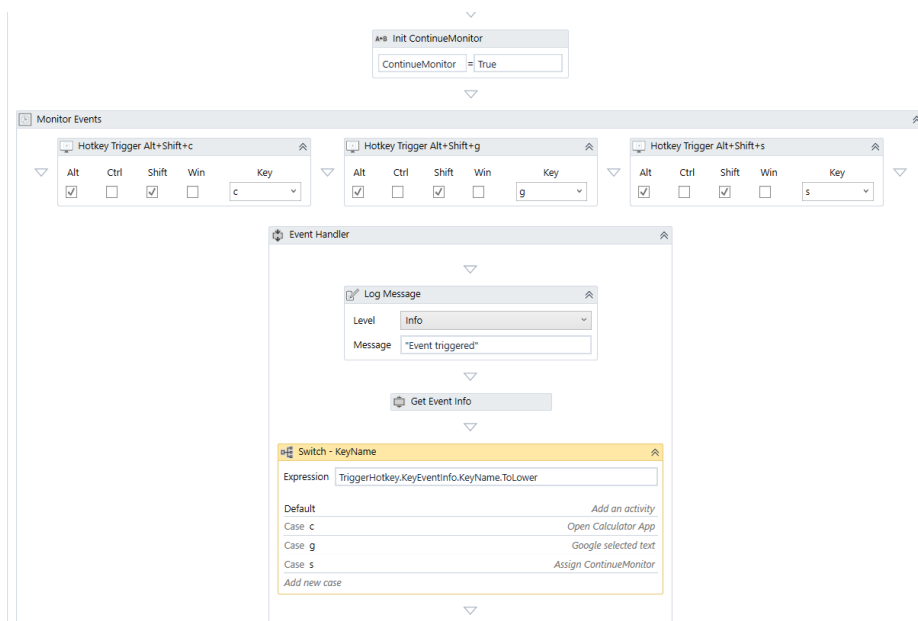 A+B Init ContinueMonitor
ContinueMonitor = True
Monitor Events
Hotkey Trigger Alt+Shift+c
Alt Ctrl Shift Win Key
c
Hotkey Trigger Alt+Shift+g
Alt Ctrl Shift Win Key
g
Hotkey Trigger Alt+Shift+s
Alt Ctrl Shift Win Key
s
Event Handler
Log Message
Level Info
Message "Event triggered"
Get Event Info
Switch - KeyName
Expression TriggerHotkey.KeyEventInfo.KeyName.ToLower
Default Add an activity
Case c Open Calculator App
Case g Google selected text
Case s Assign ContinueMonitor
Add new case